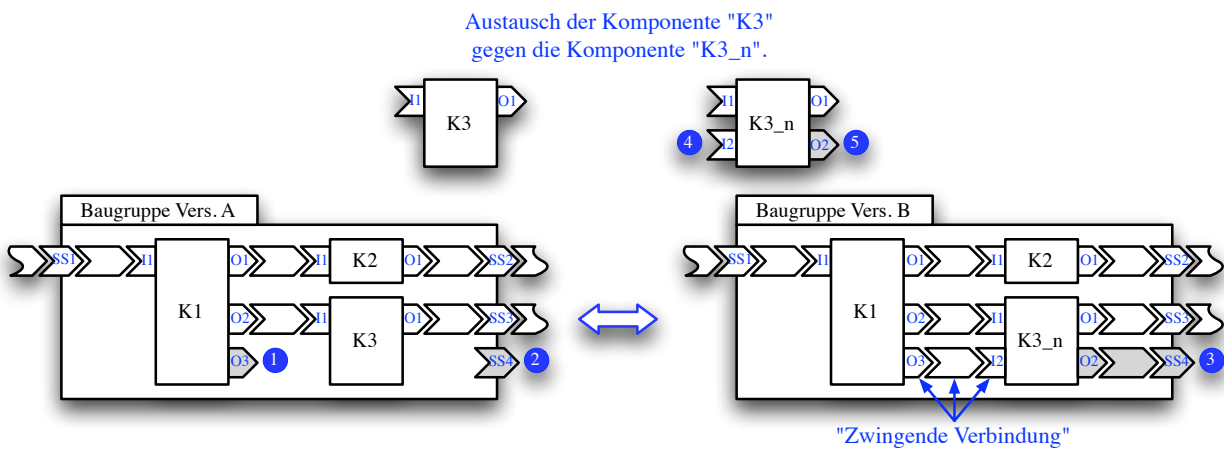 Austausch der Komponente "K3"
gegen die Komponente "K3_n".
I1 K3 O1
I1 K3_n O1
4 I2 O2 5
Baugruppe Vers. A
SS1 I1 K1 O1 I1 K2 O1 SS2
O2 I1 K3 O1 SS3
O3 1 SS4 2
Baugruppe Vers. B
SS1 I1 K1 O1 I1 K2 O1 SS2
O2 I1 K3_n O1 SS3
O3 I2 O2 SS4 3
"Zwingende Verbindung"